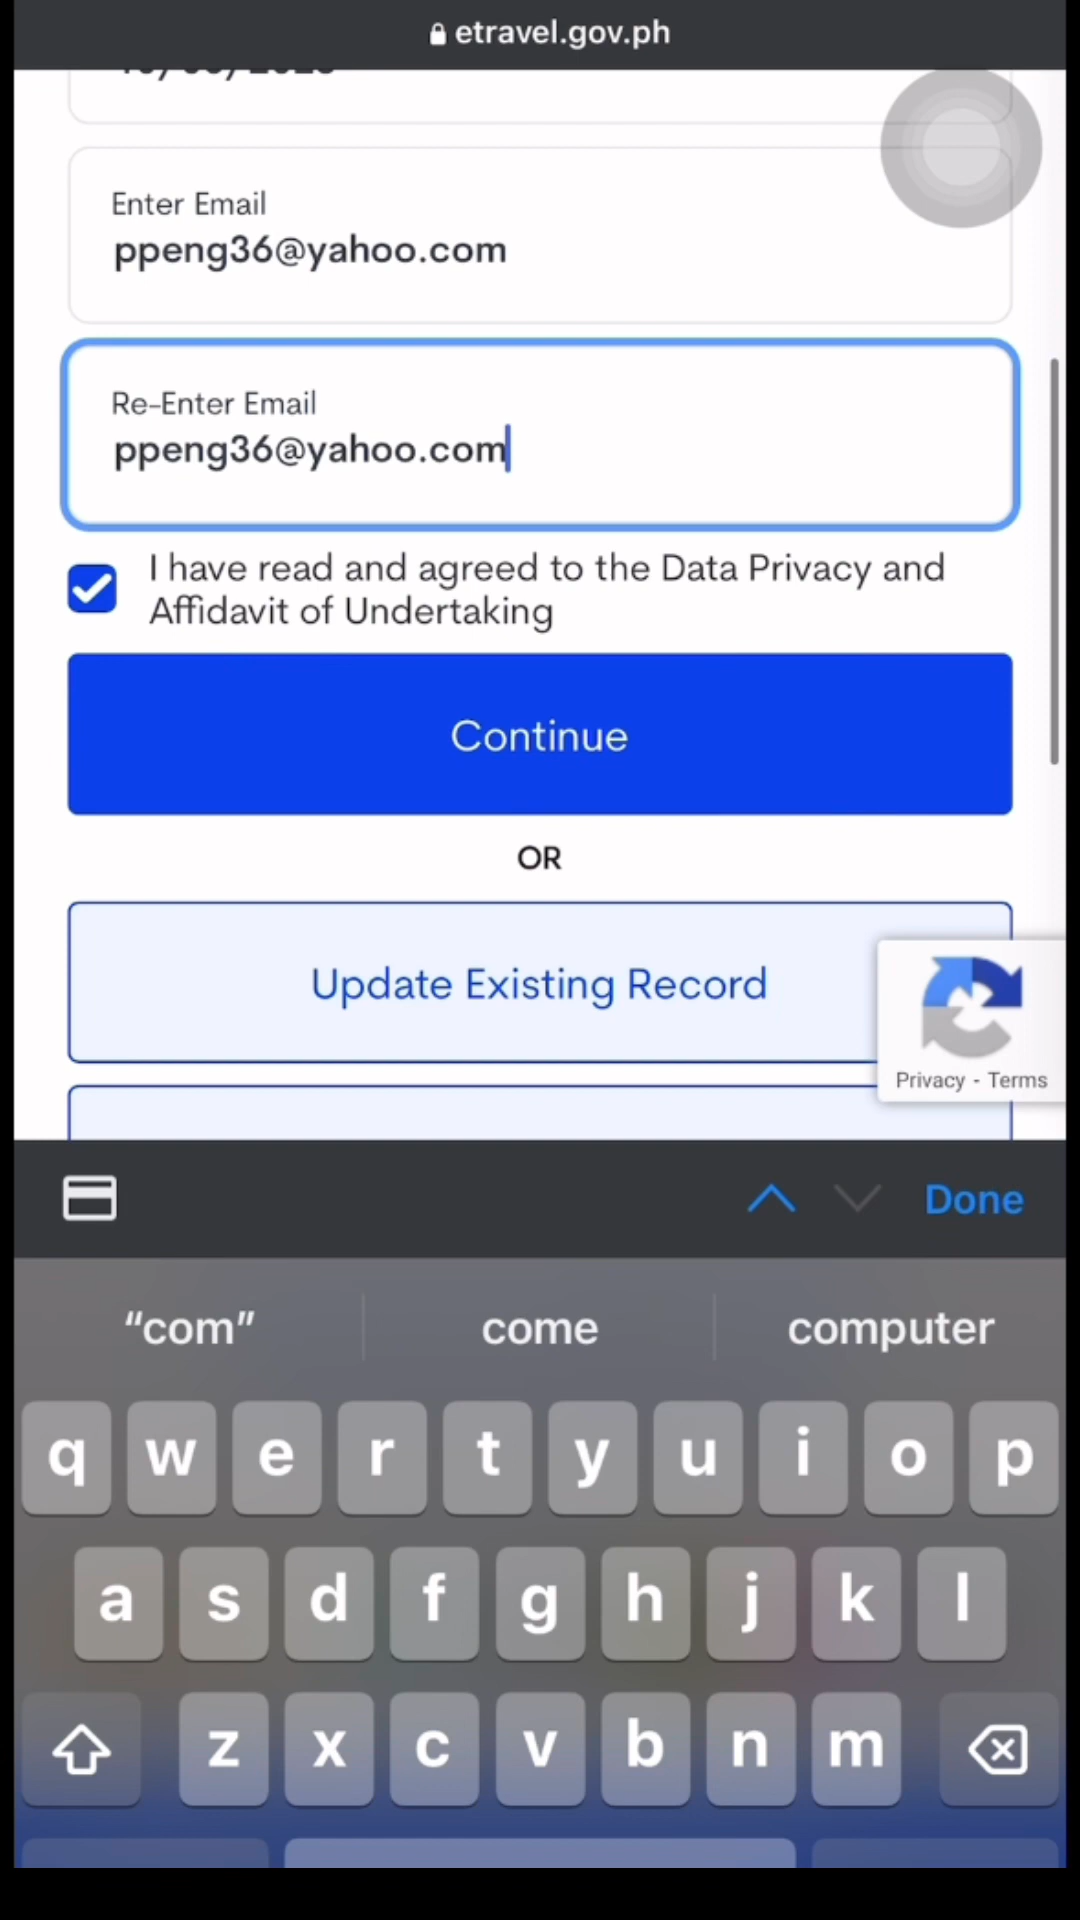 etravel.gov.ph
Enter Email
ppeng36@yahoo.com
Re-Enter Email
ppeng36@yahoo.com
I have read and agreed to the Data Privacy and
Affidavit of Undertaking
Continue
OR
Update Existing Record
Privacy - Terms
Done
“com” come computer
q w e r t y u i o p
a s d f g h j k l
z x c v b n m